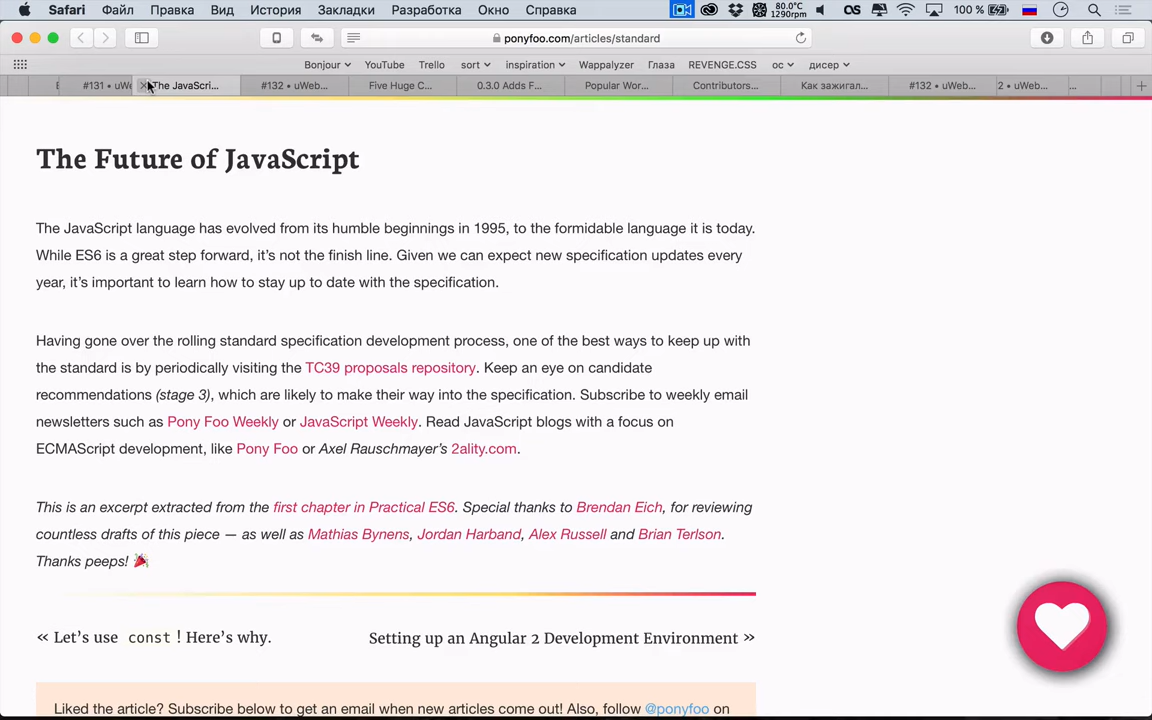 Safari Файл Правка Вид История Закладки Разработка Окно Справка 80.0°C 1290rpm 100 %
ponyfoo.com/articles/standard
Bonjour YouTube Trello sort inspiration Wappalyzer Глаза REVENGE.CSS ос дисер
#131 • uWe The JavaScri... #132 • uWeb... Five Huge C... 0.3.0 Adds F... Popular Wor... Contributors... Как зажигал... #132 • uWeb... 2 • uWeb... ...
The Future of JavaScript
The JavaScript language has evolved from its humble beginnings in 1995, to the formidable language it is today.
While ES6 is a great step forward, it’s not the finish line. Given we can expect new specification updates every
year, it’s important to learn how to stay up to date with the specification.
Having gone over the rolling standard specification development process, one of the best ways to keep up with
the standard is by periodically visiting the TC39 proposals repository. Keep an eye on candidate
recommendations (stage 3), which are likely to make their way into the specification. Subscribe to weekly email
newsletters such as Pony Foo Weekly or JavaScript Weekly. Read JavaScript blogs with a focus on
ECMAScript development, like Pony Foo or Axel Rauschmayer’s 2ality.com.
This is an excerpt extracted from the first chapter in Practical ES6. Special thanks to Brendan Eich, for reviewing
countless drafts of this piece — as well as Mathias Bynens, Jordan Harband, Alex Russell and Brian Terlson.
Thanks peeps! 🎉
« Let’s use const ! Here’s why. Setting up an Angular 2 Development Environment »
Liked the article? Subscribe below to get an email when new articles come out! Also, follow @ponyfoo on